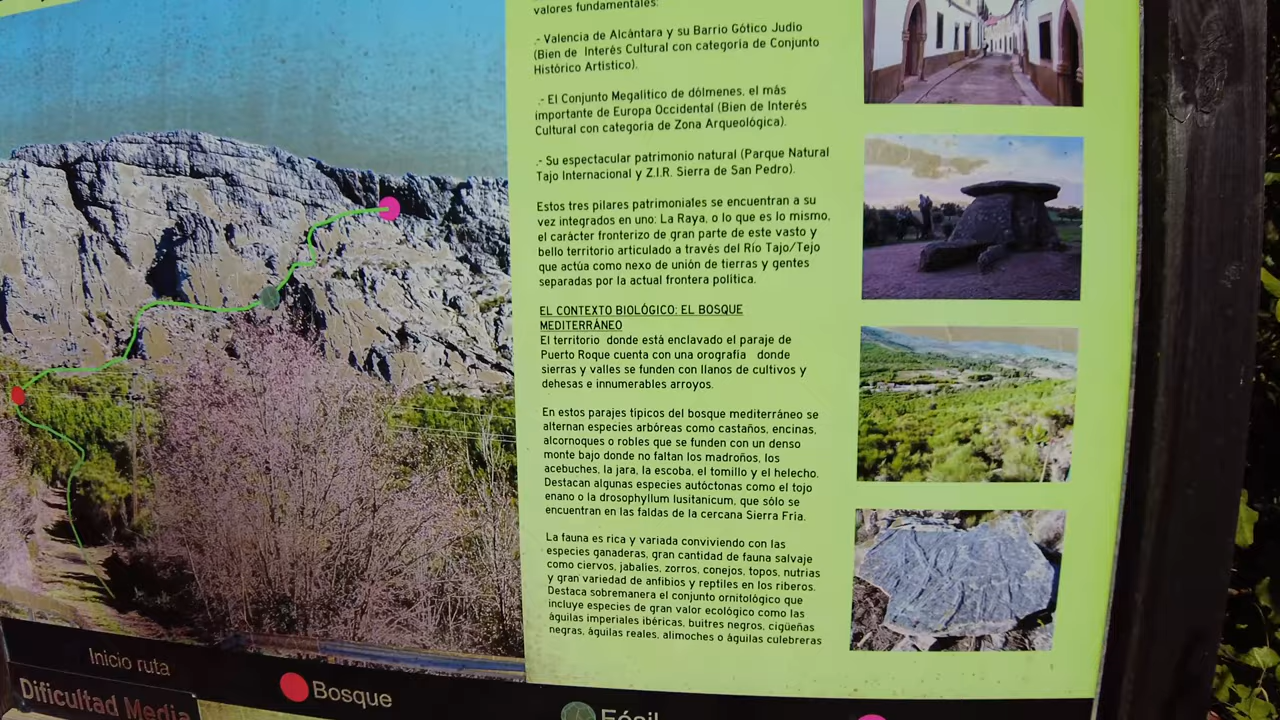 valores fundamentales:
.- Valencia de Alcántara y su Barrio Gótico Judío
(Bien de Interés Cultural con categoría de Conjunto
Histórico Artístico).
.- El Conjunto Megalítico de dólmenes, el más
importante de Europa Occidental (Bien de Interés
Cultural con categoría de Zona Arqueológica).
.- Su espectacular patrimonio natural (Parque Natural
Tajo Internacional y Z.I.R. Sierra de San Pedro).
Estos tres pilares patrimoniales se encuentran a su
vez integrados en uno: La Raya, o lo que es lo mismo,
el carácter fronterizo de gran parte de este vasto y
bello territorio articulado a través del Río Tajo/Tejo
que actúa como nexo de unión de tierras y gentes
separadas por la actual frontera política.
EL CONTEXTO BIOLÓGICO: EL BOSQUE
MEDITERRÁNEO
El territorio donde está enclavado el paraje de
Puerto Roque cuenta con una orografía donde
sierras y valles se funden con llanos de cultivos y
dehesas e innumerables arroyos.
En estos parajes típicos del bosque mediterráneo se
alternan especies arbóreas como castaños, encinas,
alcornoques o robles que se funden con un denso
monte bajo donde no faltan los madroños, los
acebuches, la jara, la escoba, el tomillo y el helecho.
Destacan algunas especies autóctonas como el tojo
enano o la drosophyllum lusitanicum, que sólo se
encuentran en las faldas de la cercana Sierra Fría.
La fauna es rica y variada conviviendo con las
especies ganaderas, gran cantidad de fauna salvaje
como ciervos, jabalíes, zorros, conejos, topos, nutrias
y gran variedad de anfibios y reptiles en los riberos.
Destaca sobremanera el conjunto ornitológico que
incluye especies de gran valor ecológico como las
águilas imperiales ibéricas, buitres negros, cigüeñas
negras, águilas reales, alimoches o águilas culebreras
Inicio ruta
Dificultad Media
Bosque
Fósil